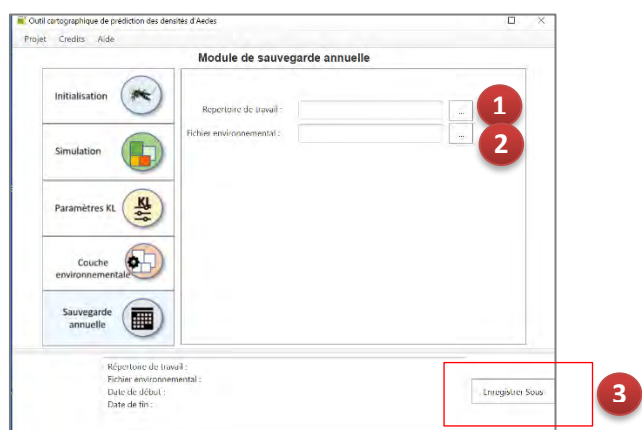 Outil cartographique de prédiction des densités d'Aedes
Projet Credits Aide
Module de sauvegarde annuelle
Initialisation
Simulation
Paramètres KL
KL
Couche
environnementale
Sauvegarde
annuelle
Repertoire de travail :
...
1
Fichier environnemental :
...
2
Répertoire de travail :
Fichier environnemental :
Date de début :
Date de fin :
Enregistrer Sous
3